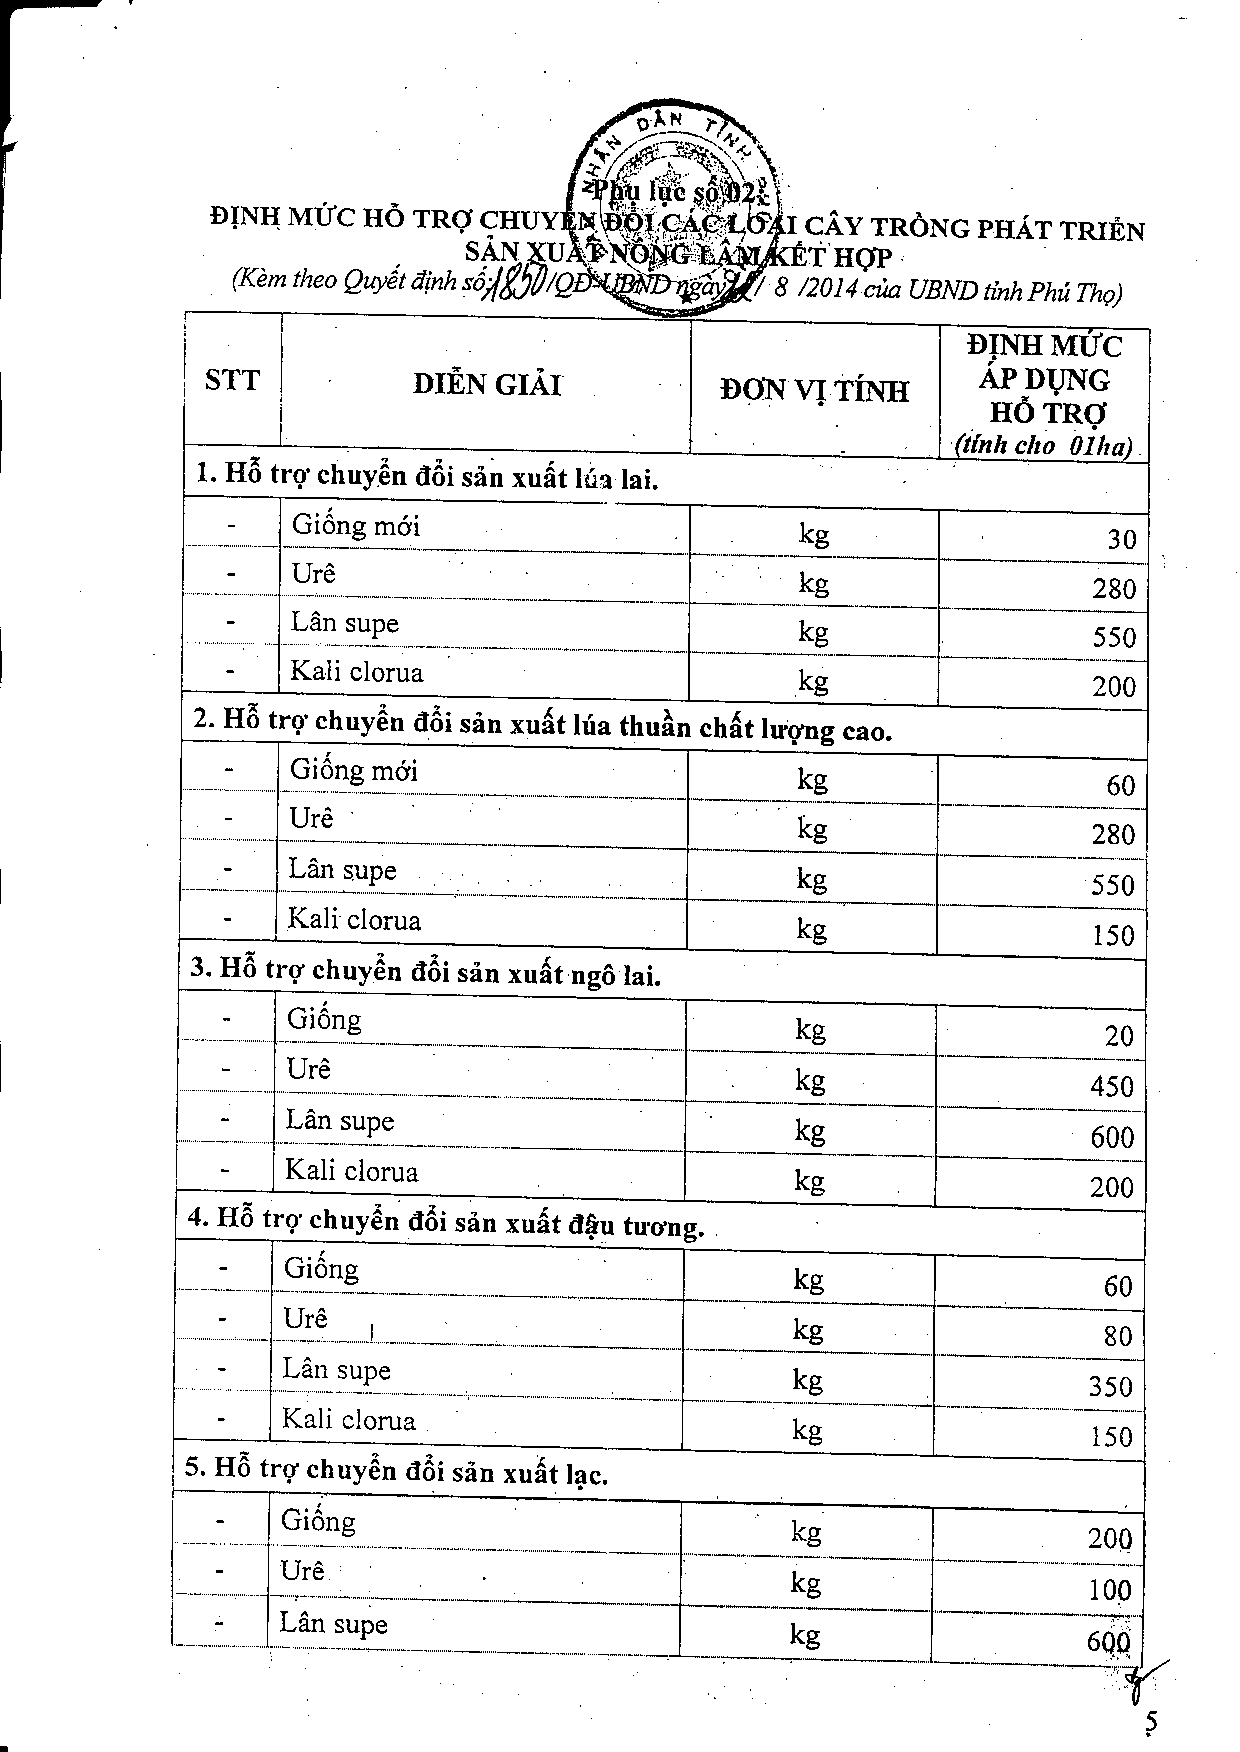 DÂN TỈNH
NHÂN
Phụ lục số 02:
ĐỊNH MỨC HỖ TRỢ CHUYỂN ĐỔI CÁC LOẠI CÂY TRỒNG PHÁT TRIỂN
SẢN XUẤT NÔNG LÂM KẾT HỢP
(Kèm theo Quyết định số: 1850/QĐ-UBND ngày / 8 /2014 của UBND tỉnh Phú Thọ)
STT DIỄN GIẢI ĐƠN VỊ TÍNH ĐỊNH MỨC
ÁP DỤNG
HỖ TRỢ
(tính cho 01ha)
1. Hỗ trợ chuyển đổi sản xuất lúa lai.
- Giống mới kg 30
- Urê kg 280
- Lân supe kg 550
- Kali clorua kg 200
2. Hỗ trợ chuyển đổi sản xuất lúa thuần chất lượng cao.
- Giống mới kg 60
- Urê kg 280
- Lân supe kg 550
- Kali clorua kg 150
3. Hỗ trợ chuyển đổi sản xuất ngô lai.
- Giống kg 20
- Urê kg 450
- Lân supe kg 600
- Kali clorua kg 200
4. Hỗ trợ chuyển đổi sản xuất đậu tương.
- Giống kg 60
- Urê kg 80
- Lân supe kg 350
- Kali clorua kg 150
5. Hỗ trợ chuyển đổi sản xuất lạc.
- Giống kg 200
- Urê kg 100
- Lân supe kg 600
5